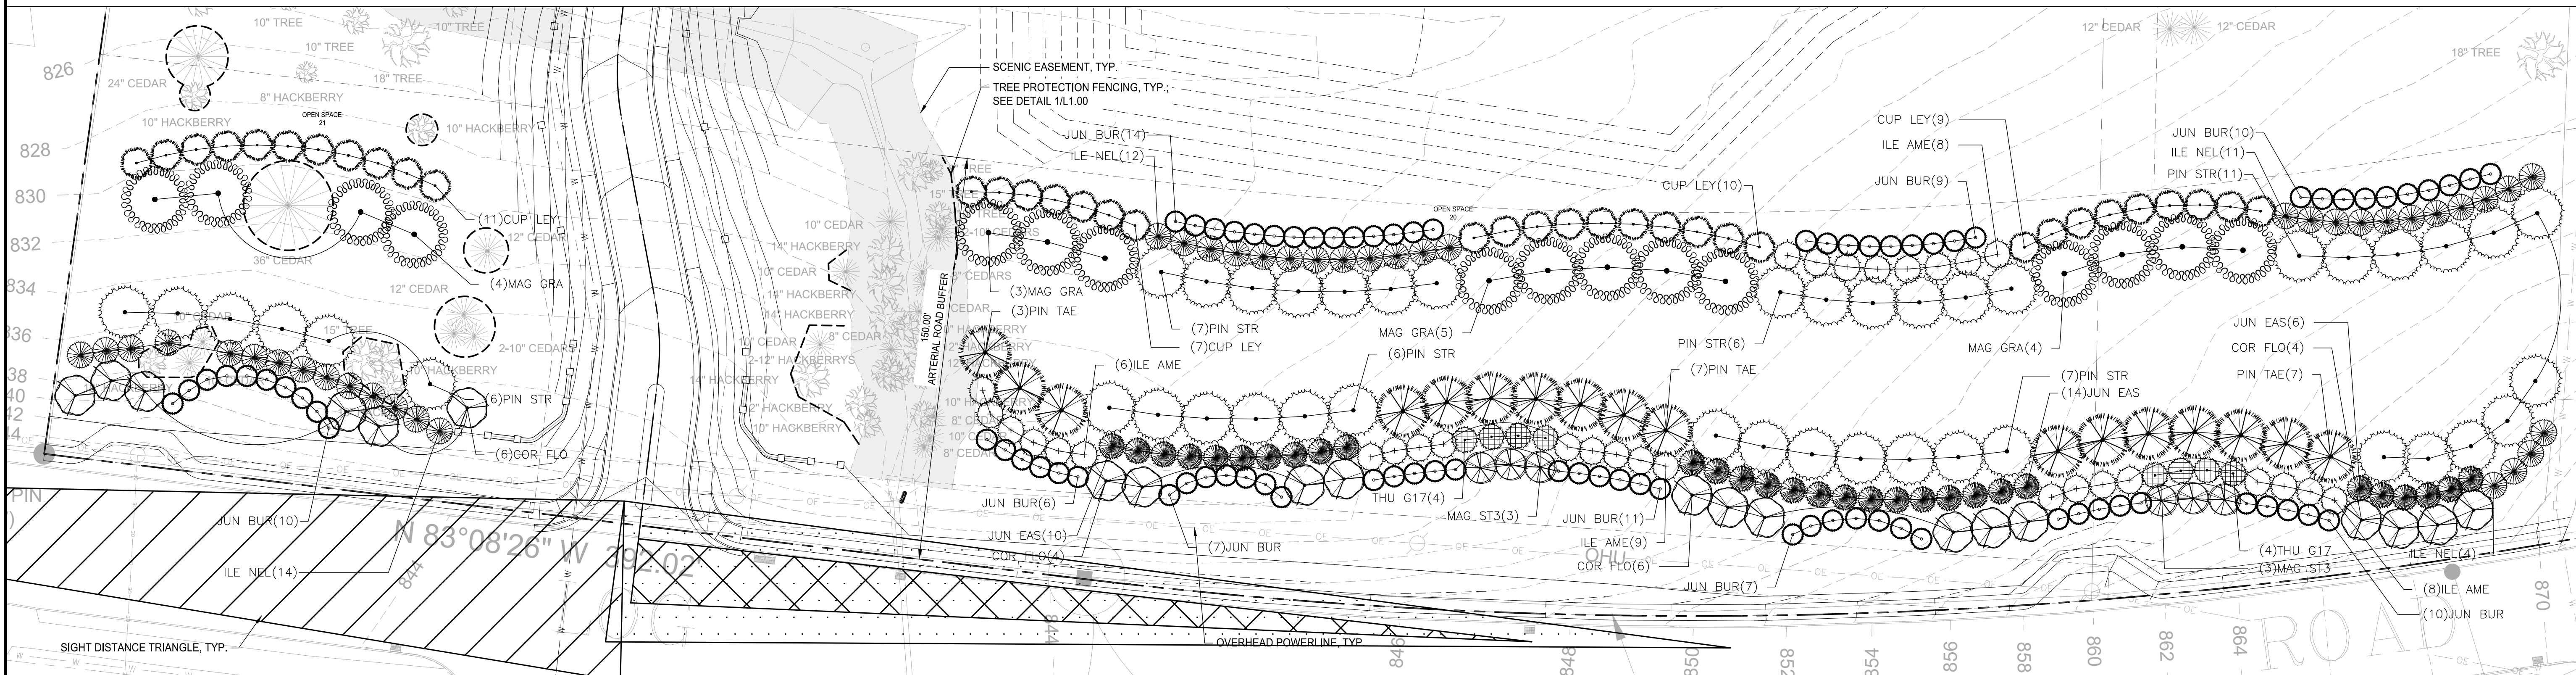 10" TREE
10" TREE
10" TREE
10" TREE
18" TREE
826
24" CEDAR
8" HACKBERRY
10" HACKBERRY
OPEN SPACE
21
10" HACKBERRY
828
830
832
834
(11)CUP LEY
12" CEDAR
36" CEDAR
(4)MAG GRA
12" CEDAR
15" TREE
2-10" CEDARS
10" HACKBERRY
(6)PIN STR
(6)COR FLO
JUN BUR(10)
ILE NEL(14)
844
N 83°08'26" W 392.02'
SIGHT DISTANCE TRIANGLE, TYP.
SCENIC EASEMENT, TYP.
TREE PROTECTION FENCING, TYP.;
SEE DETAIL 1/L1.00
JUN BUR(14)
ILE NEL(12)
10" CEDAR
14" HACKBERRY
10" CEDAR
14" HACKBERRY
14" HACKBERRY
8" CEDAR
10" CEDAR
2-12" HACKBERRYS
14" HACKBERRY
10" HACKBERRY
150.00'
ARTERIAL ROAD BUFFER
(3)MAG GRA
(3)PIN TAE
(7)PIN STR
(7)CUP LEY
(6)ILE AME
(6)PIN STR
MAG GRA(5)
OPEN SPACE
20
CUP LEY(10)
CUP LEY(9)
ILE AME(8)
JUN BUR(9)
PIN STR(6)
MAG GRA(4)
12" CEDAR
12" CEDAR
18" TREE
JUN BUR(10)
ILE NEL(11)
PIN STR(11)
JUN EAS(6)
COR FLO(4)
PIN TAE(7)
(7)PIN TAE
(7)PIN STR
(14)JUN EAS
JUN BUR(6)
JUN EAS(10)
COR FLO(4)
(7)JUN BUR
THU G17(4)
MAG ST3(3)
JUN BUR(11)
ILE AME(9)
COR FLO(6)
OHU
JUN BUR(7)
(4)THU G17
(3)MAG ST3
ILE NEL(4)
(8)ILE AME
(10)JUN BUR
OVERHEAD POWERLINE, TYP.
844
846
848
850
852
854
856
858
860
862
864
870
ROAD